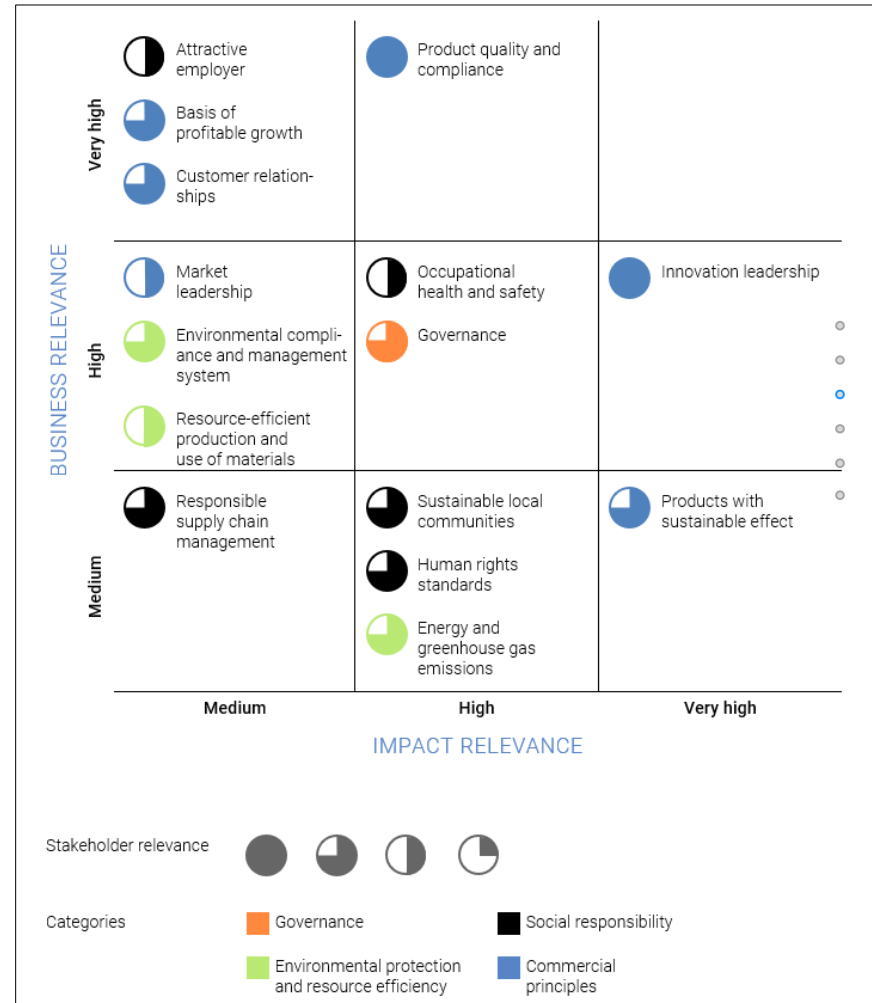 Attractive
employer
Product quality and
compliance
Basis of
profitable growth
Customer relation-
ships
Very high
Market
leadership
Occupational
health and safety
Innovation leadership
Environmental compli-
ance and management
system
Governance
Resource-efficient
production and
use of materials
High
BUSINESS RELEVANCE
Responsible
supply chain
management
Sustainable local
communities
Products with
sustainable effect
Human rights
standards
Energy and
greenhouse gas
emissions
Medium
Medium
High
Very high
IMPACT RELEVANCE
Stakeholder relevance
Categories
Governance
Social responsibility
Environmental protection
and resource efficiency
Commercial
principles